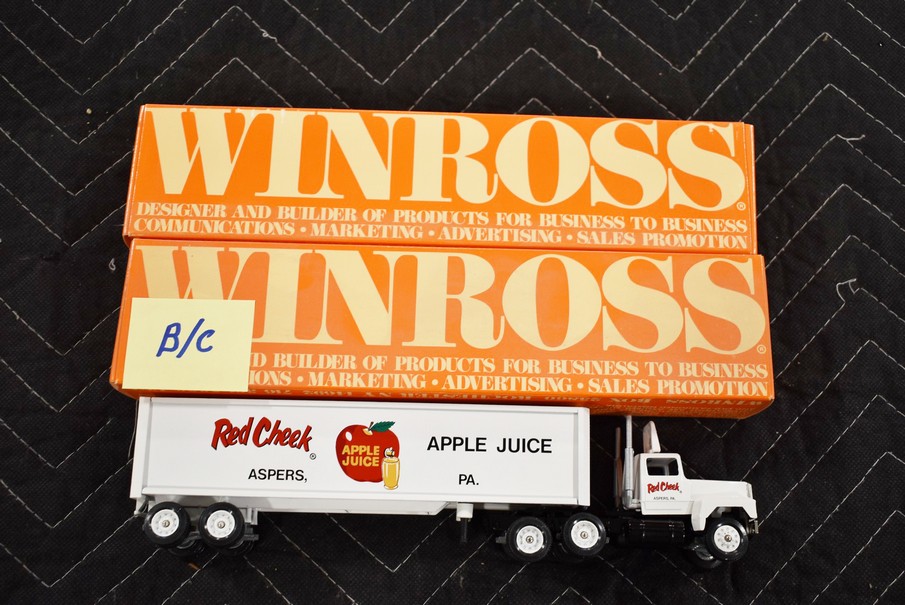 WINROSS®
DESIGNER AND BUILDER OF PRODUCTS FOR BUSINESS TO BUSINESS
COMMUNICATIONS • MARKETING • ADVERTISING • SALES PROMOTION
WINROSS®
B/C
D BUILDER OF PRODUCTS FOR BUSINESS TO BUSINESS
IONS • MARKETING • ADVERTISING • SALES PROMOTION
Red Cheek®
APPLE JUICE
APPLE JUICE
ASPERS, PA.
Red Cheek
ASPERS, PA.